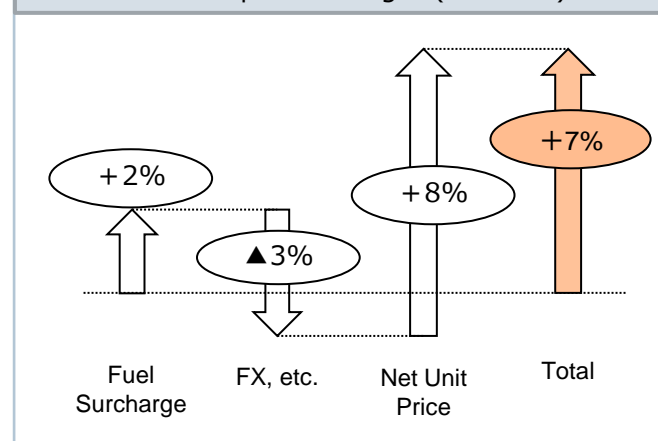 +2%
▲3%
+8%
+7%
Fuel
Surcharge
FX, etc.
Net Unit
Price
Total